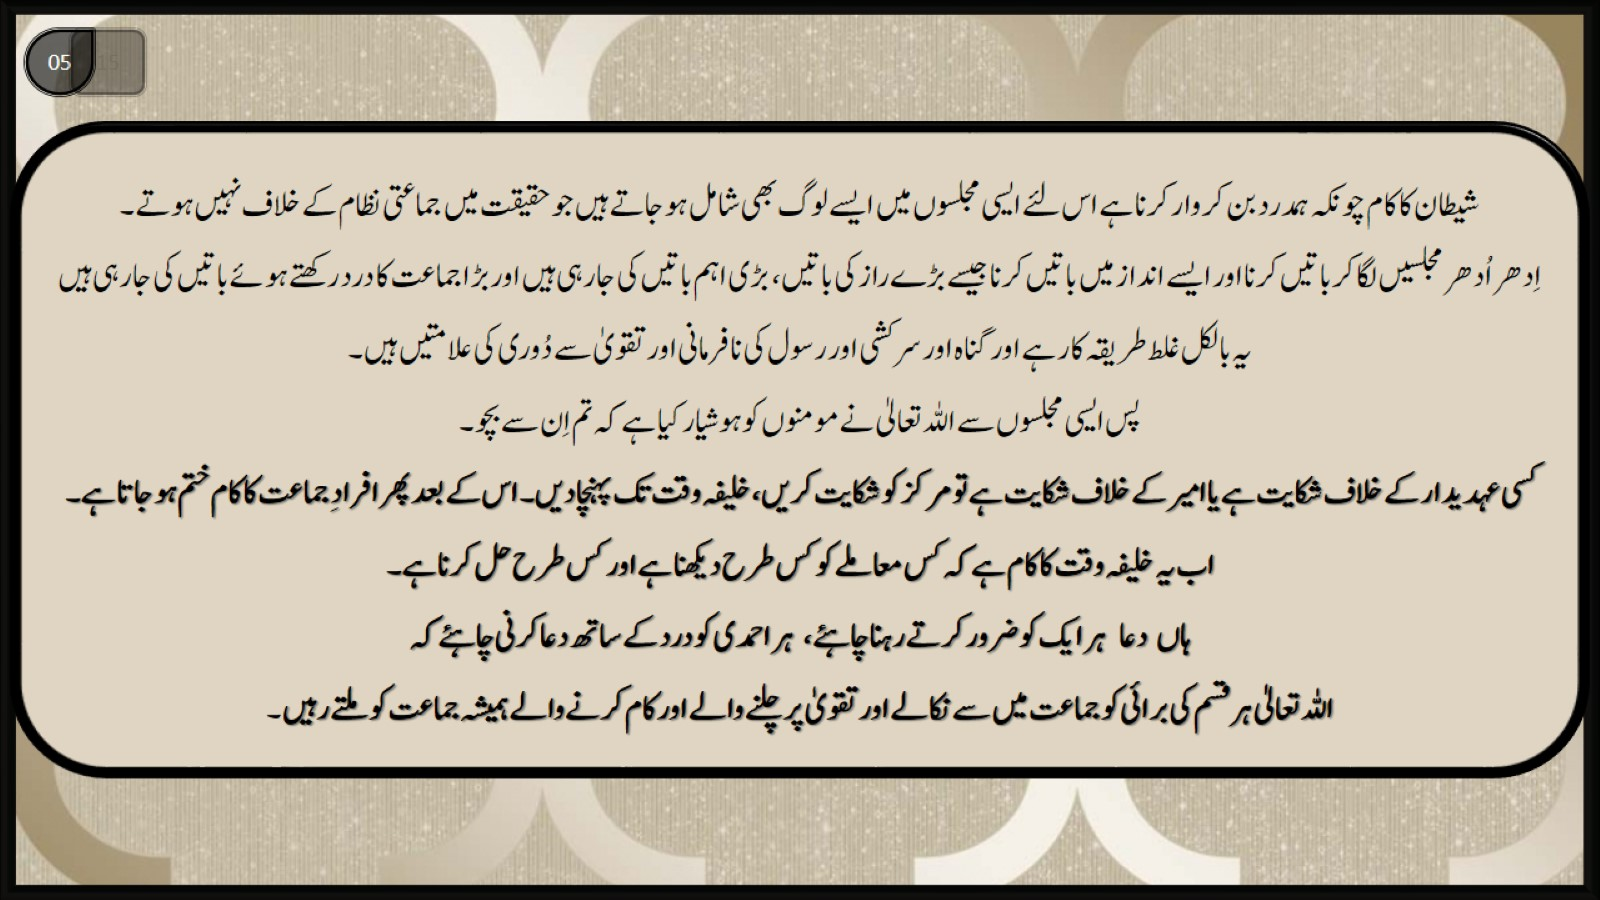 05
شیطان کا کام چونکہ ہمدرد بن کر وار کرنا ہے اس لئے ایسی مجلسوں میں ایسے لوگ بھی شامل ہو جاتے ہیں جو حقیقت میں جماعتی نظام کے خلاف نہیں ہوتے۔
اِدھر اُدھر مجلسیں لگا کر باتیں کرنا اور ایسے انداز میں باتیں کرنا جیسے بڑے راز کی باتیں، بڑی اہم باتیں کی جارہی ہیں اور بڑا جماعت کا درد رکھتے ہوئے باتیں کی جارہی ہیں
یہ بالکل غلط طریقہ کار ہے اور گناہ اور سرکشی اور رسول کی نافرمانی اور تقویٰ سے دُوری کی علامتیں ہیں۔
پس ایسی مجلسوں سے اللہ تعالیٰ نے مومنوں کو ہوشیار کیا ہے کہ تم اِن سے بچو۔
کسی عہدیدار کے خلاف شکایت ہے یا امیر کے خلاف شکایت ہے تو مرکز کو شکایت کریں، خلیفہ وقت تک پہنچادیں۔ اس کے بعد پھر افرادِ جماعت کا کام ختم ہو جاتا ہے۔
اب یہ خلیفہ وقت کا کام ہے کہ کس معاملے کو کس طرح دیکھنا ہے اور کس طرح حل کرنا ہے۔
ہاں دعا ہر ایک کو ضرور کرتے رہنا چاہئے، ہر احمدی کو درد کے ساتھ دعا کرنی چاہئے کہ
اللہ تعالیٰ ہر قسم کی برائی کو جماعت میں سے نکالے اور تقویٰ پر چلنے والے اور کام کرنے والے ہمیشہ جماعت کو ملتے رہیں۔